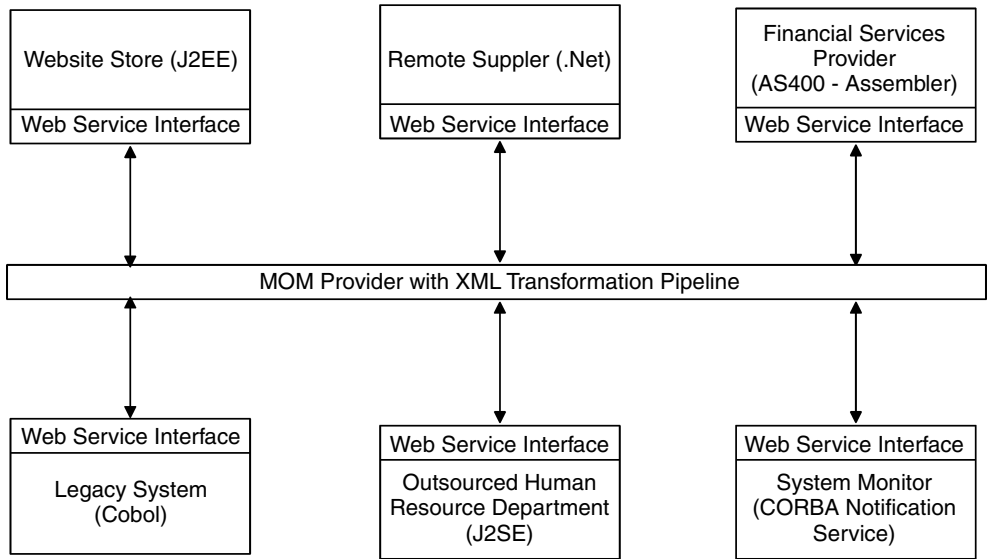 Website Store (J2EE)
Web Service Interface
Remote Suppler (.Net)
Web Service Interface
Financial Services
Provider
(AS400 - Assembler)
Web Service Interface
MOM Provider with XML Transformation Pipeline
Web Service Interface
Legacy System
(Cobol)
Web Service Interface
Outsourced Human
Resource Department
(J2SE)
Web Service Interface
System Monitor
(CORBA Notification
Service)